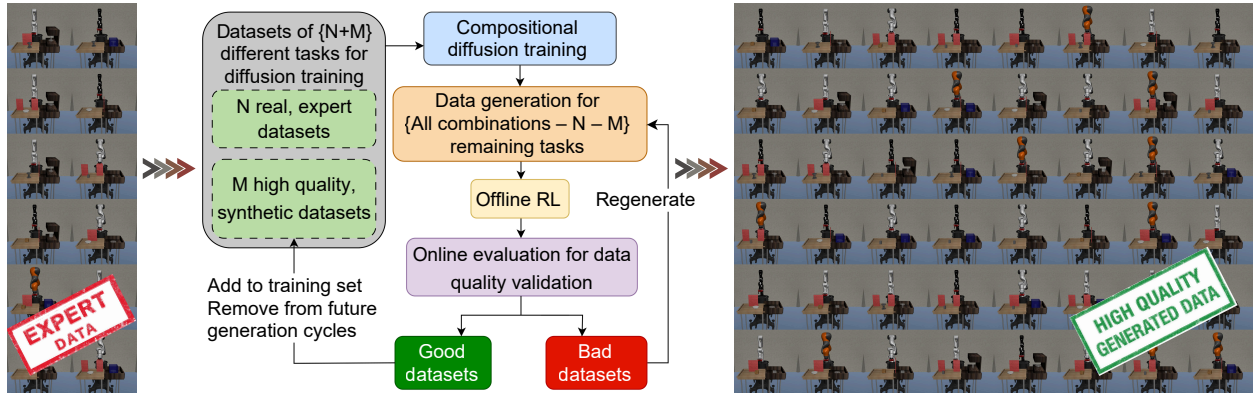 Datasets of {N+M}
different tasks for
diffusion training
N real, expert
datasets
M high quality,
synthetic datasets
Compositional
diffusion training
Data generation for
{All combinations – N – M}
remaining tasks
Offline RL
Regenerate
Online evaluation for data
quality validation
Add to training set
Remove from future
generation cycles
Good
datasets
Bad
datasets
EXPERT
DATA
HIGH QUALITY
GENERATED DATA